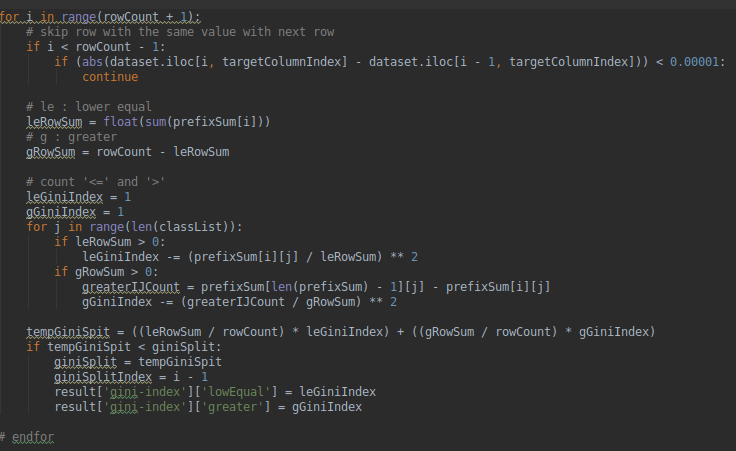 for i in range(rowCount + 1):
    # skip row with the same value with next row
    if i < rowCount - 1:
        if (abs(dataset.iloc[i, targetColumnIndex] - dataset.iloc[i - 1, targetColumnIndex])) < 0.00001:
            continue

    # le : lower equal
    leRowSum = float(sum(prefixSum[i]))
    # g : greater
    gRowSum = rowCount - leRowSum

    # count '<=' and '>'
    leGiniIndex = 1
    gGiniIndex = 1
    for j in range(len(classList)):
        if leRowSum > 0:
            leGiniIndex -= (prefixSum[i][j] / leRowSum) ** 2
        if gRowSum > 0:
            greaterIJCount = prefixSum[len(prefixSum) - 1][j] - prefixSum[i][j]
            gGiniIndex -= (greaterIJCount / gRowSum) ** 2

    tempGiniSpit = ((leRowSum / rowCount) * leGiniIndex) + ((gRowSum / rowCount) * gGiniIndex)
    if tempGiniSpit < giniSplit:
        giniSplit = tempGiniSpit
        giniSplitIndex = i - 1
        result['gini-index']['lowEqual'] = leGiniIndex
        result['gini-index']['greater'] = gGiniIndex

# endfor